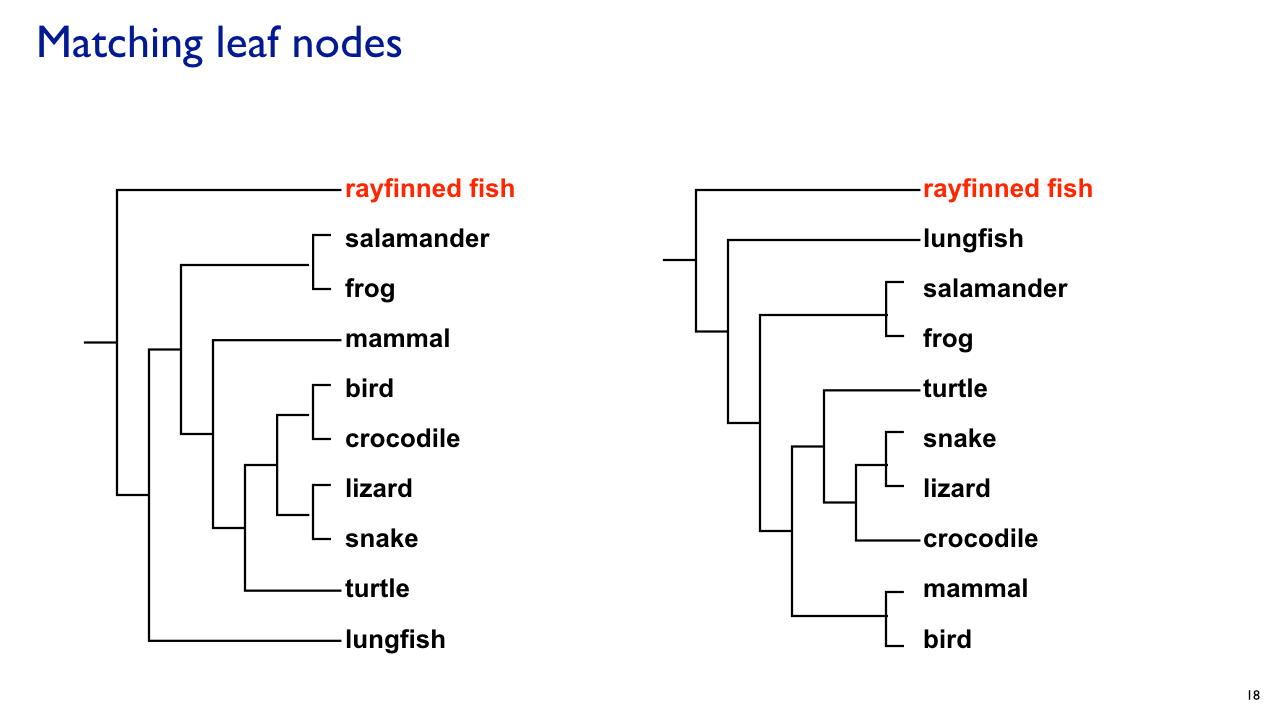 Matching leaf nodes
rayfinned fish
salamander
frog
mammal
bird
crocodile
lizard
snake
turtle
lungfish
rayfinned fish
lungfish
salamander
frog
turtle
snake
lizard
crocodile
mammal
bird
18